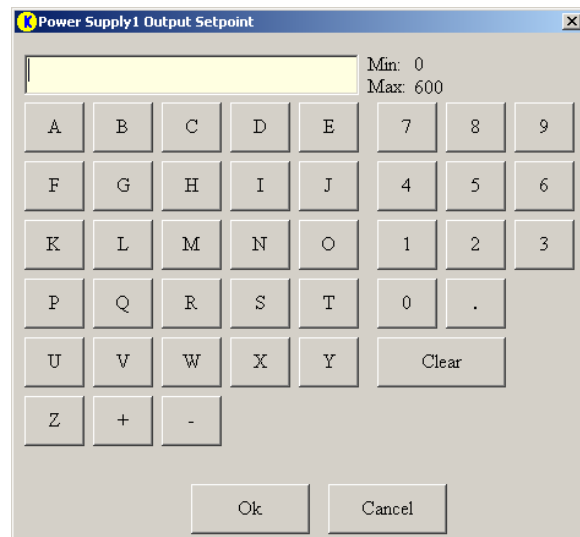 K Power Supply1 Output Setpoint
Min: 0
Max: 600
A B C D E 7 8 9
F G H I J 4 5 6
K L M N O 1 2 3
P Q R S T 0 .
U V W X Y Clear
Z + -
Ok Cancel